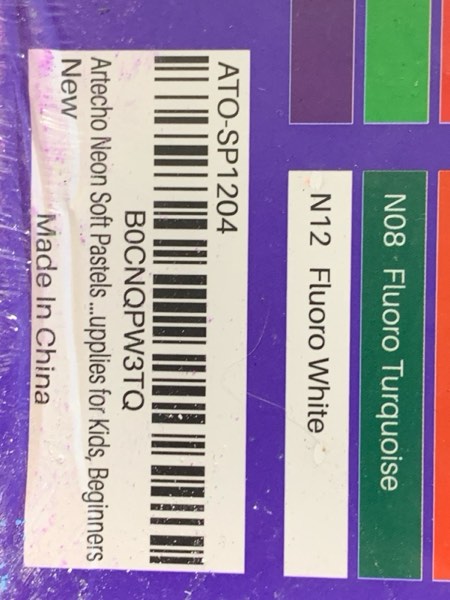 N08 Fluoro Turquoise
N12 Fluoro White
ATO-SP1204
B0CNQPW3TQ
Artecho Neon Soft Pastels ...upplies for Kids, Beginners
New
Made In China